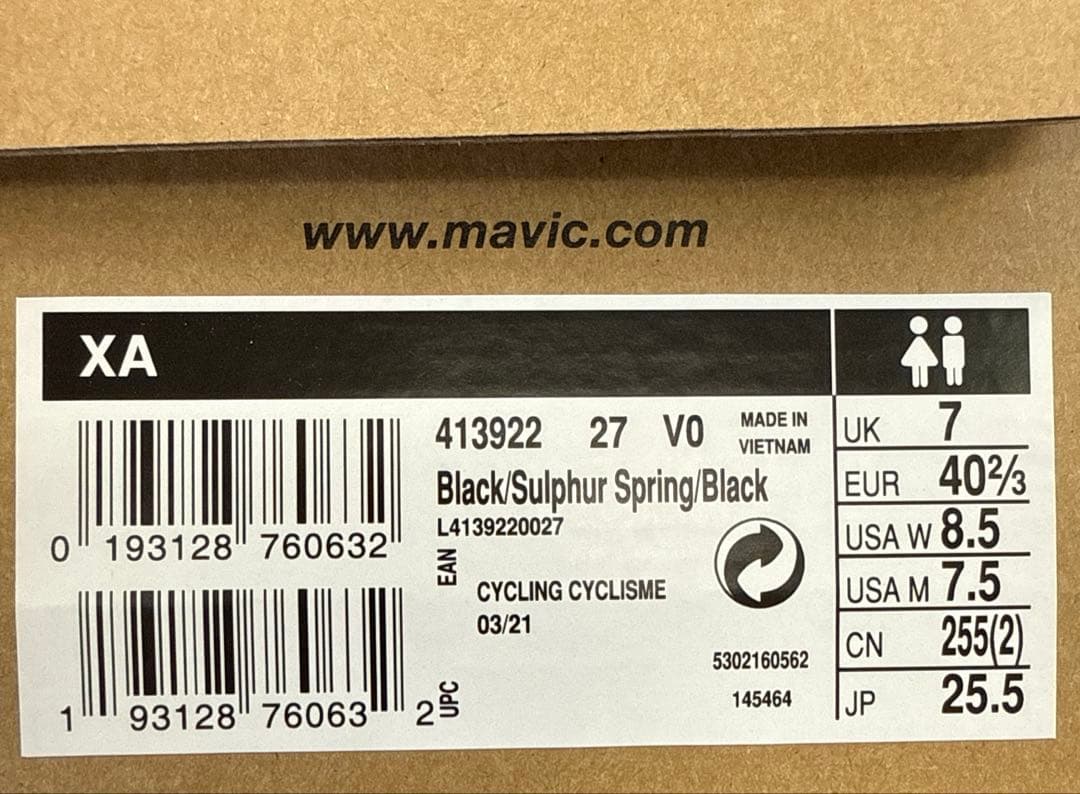 www.mavic.com
XA
413922 27 V0 MADE IN VIETNAM
Black/Sulphur Spring/Black
L4139220027
0 193128 760632
EAN
CYCLING CYCLISME
03/21
5302160562
145464
1 93128 76063 2
UPC
UK 7
EUR 40⅔
USA W 8.5
USA M 7.5
CN 255(2)
JP 25.5